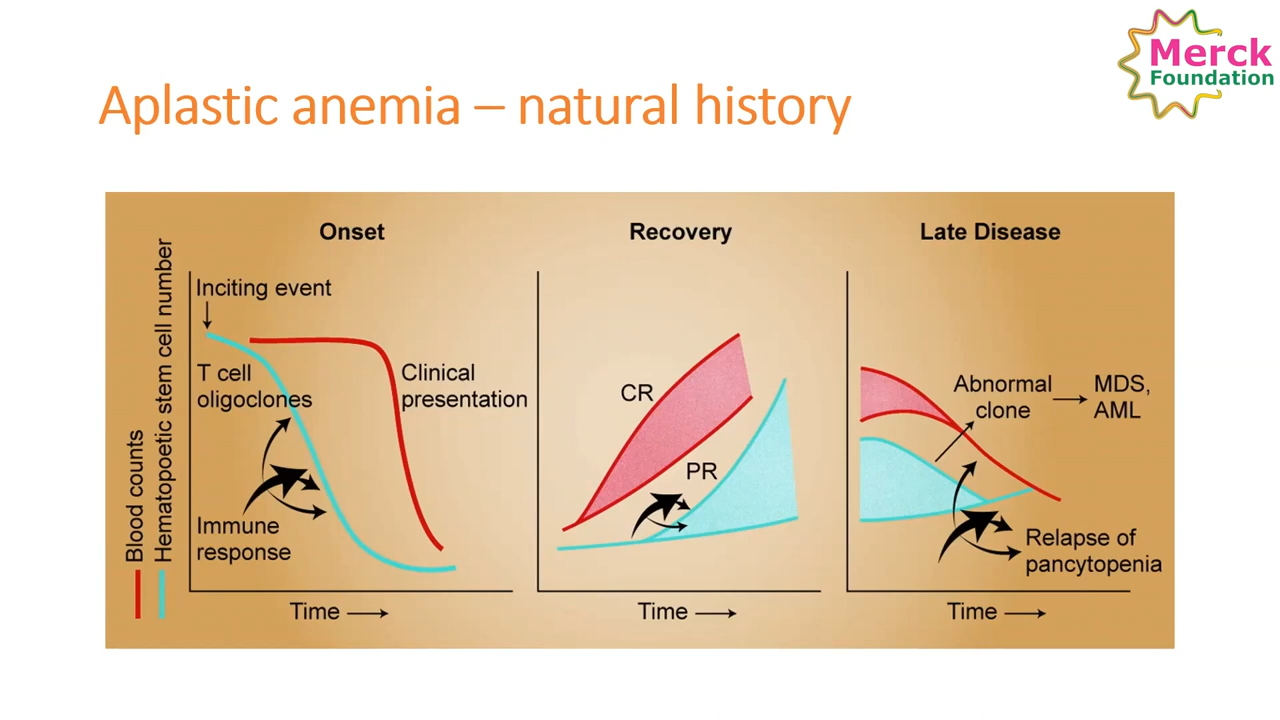 Merck
Foundation
Aplastic anemia – natural history
Blood counts
Hematopoetic stem cell number
Onset
Inciting event
T cell
oligoclones
Clinical
presentation
Immune
response
Time
Recovery
CR
PR
Time
Late Disease
Abnormal
clone
MDS,
AML
Relapse of
pancytopenia
Time